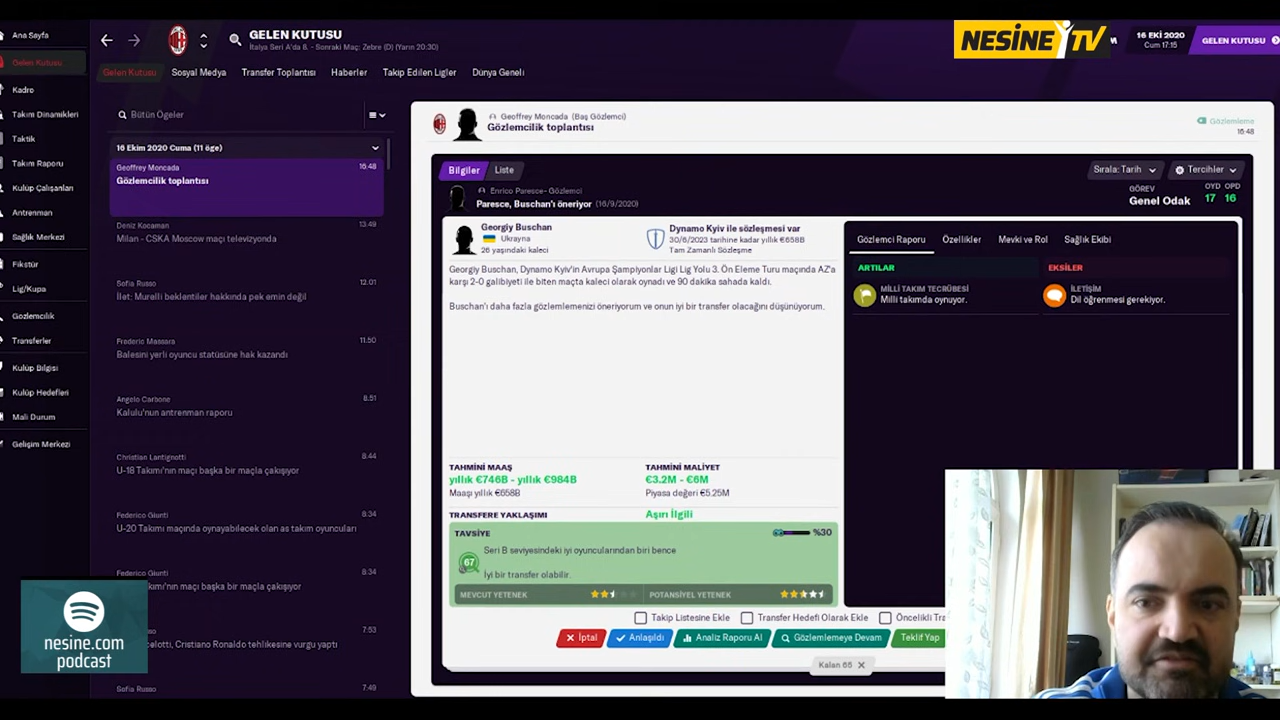 Ana Sayfa
Gelen Kutusu
Kadro
Takım Dinamikleri
Taktik
Takım Raporu
Kulüp Çalışanları
Antrenman
Sağlık Merkezi
Fikstür
Lig/Kupa
Gözlemcilik
Transferler
Kulüp Bilgisi
Kulüp Hedefleri
Mali Durum
Gelişim Merkezi
GELEN KUTUSU
İtalya Seri A'da 8. - Sonraki Maç: Zebre (D) (Yarın 20:30)
NESİNE TV
16 EKİ 2020
Cum 17:15
GELEN KUTUSU
Gelen Kutusu
Sosyal Medya
Transfer Toplantısı
Haberler
Takip Edilen Ligler
Dünya Geneli
Bütün Ögeler
16 Ekim 2020 Cuma (11 öge)
Geoffrey Moncada 16:48
Gözlemcilik toplantısı
Deniz Kocaman 13:49
Milan - CSKA Moscow maçı televizyonda
Sofia Russo 12.01
İlet: Murelli beklentiler hakkında pek emin değil
Frederic Massara 11.50
Balesini yerli oyuncu statüsüne hak kazandı
Angelo Carbone 8.51
Kalulu'nun antrenman raporu
Christian Lantignotti 8:44
U-18 Takımı'nın maçı başka bir maçla çakışıyor
Federico Giunti 8:34
U-20 Takımı maçında oynayabilecek olan as takım oyuncuları
Federico Giunti 8:34
Takımı'nın maçı başka bir maçla çakışıyor
7:53
Cristiano Ronaldo tehlikesine vurgu yaptı
Sofia Russo 7:49
nesine.com
podcast
Geoffrey Moncada (Baş Gözlemci)
Gözlemcilik toplantısı
Gözlemleme
16:48
Bilgiler
Liste
Sırala: Tarih
Tercihler
Enrico Paresce- Gözlemci
Paresce, Buschan'ı öneriyor (16/9/2020)
GÖREV
Genel Odak
OYD OPD
17 16
Georgiy Buschan
Ukrayna
26 yaşındaki kaleci
Dynamo Kyiv ile sözleşmesi var
30/6/2023 tarihine kadar yıllık €658B
Tam Zamanlı Sözleşme
Georgiy Buschan, Dynamo Kyiv'in Avrupa Şampiyonlar Ligi Lig Yolu 3. Ön Eleme Turu maçında AZ'a
karşı 2-0 galibiyeti ile biten maçta kaleci olarak oynadı ve 90 dakika sahada kaldı.
Buschan'ı daha fazla gözlemlemenizi öneriyorum ve onun iyi bir transfer olacağını düşünüyorum.
TAHMİNİ MAAŞ
yıllık €746B - yıllık €984B
Maaşı yıllık €658B
TAHMİNİ MALİYET
€3.2M - €6M
Piyasa değeri €5.25M
TRANSFERE YAKLAŞIMI
Aşırı İlgili
TAVSİYE
%30
67
Seri B seviyesindeki iyi oyuncularından biri bence
İyi bir transfer olabilir.
MEVCUT YETENEK
POTANSİYEL YETENEK
Gözlemci Raporu
Özellikler
Mevki ve Rol
Sağlık Ekibi
ARTILAR
EKSİLER
MİLLİ TAKIM TECRÜBESİ
Milli takımda oynuyor.
İLETİŞİM
Dil öğrenmesi gerekiyor.
Takip Listesine Ekle
Transfer Hedefi Olarak Ekle
Öncelikli Tra
İptal
Anlaşıldı
Analiz Raporu Al
Gözlemlemeye Devam
Teklif Yap
Kalan 65